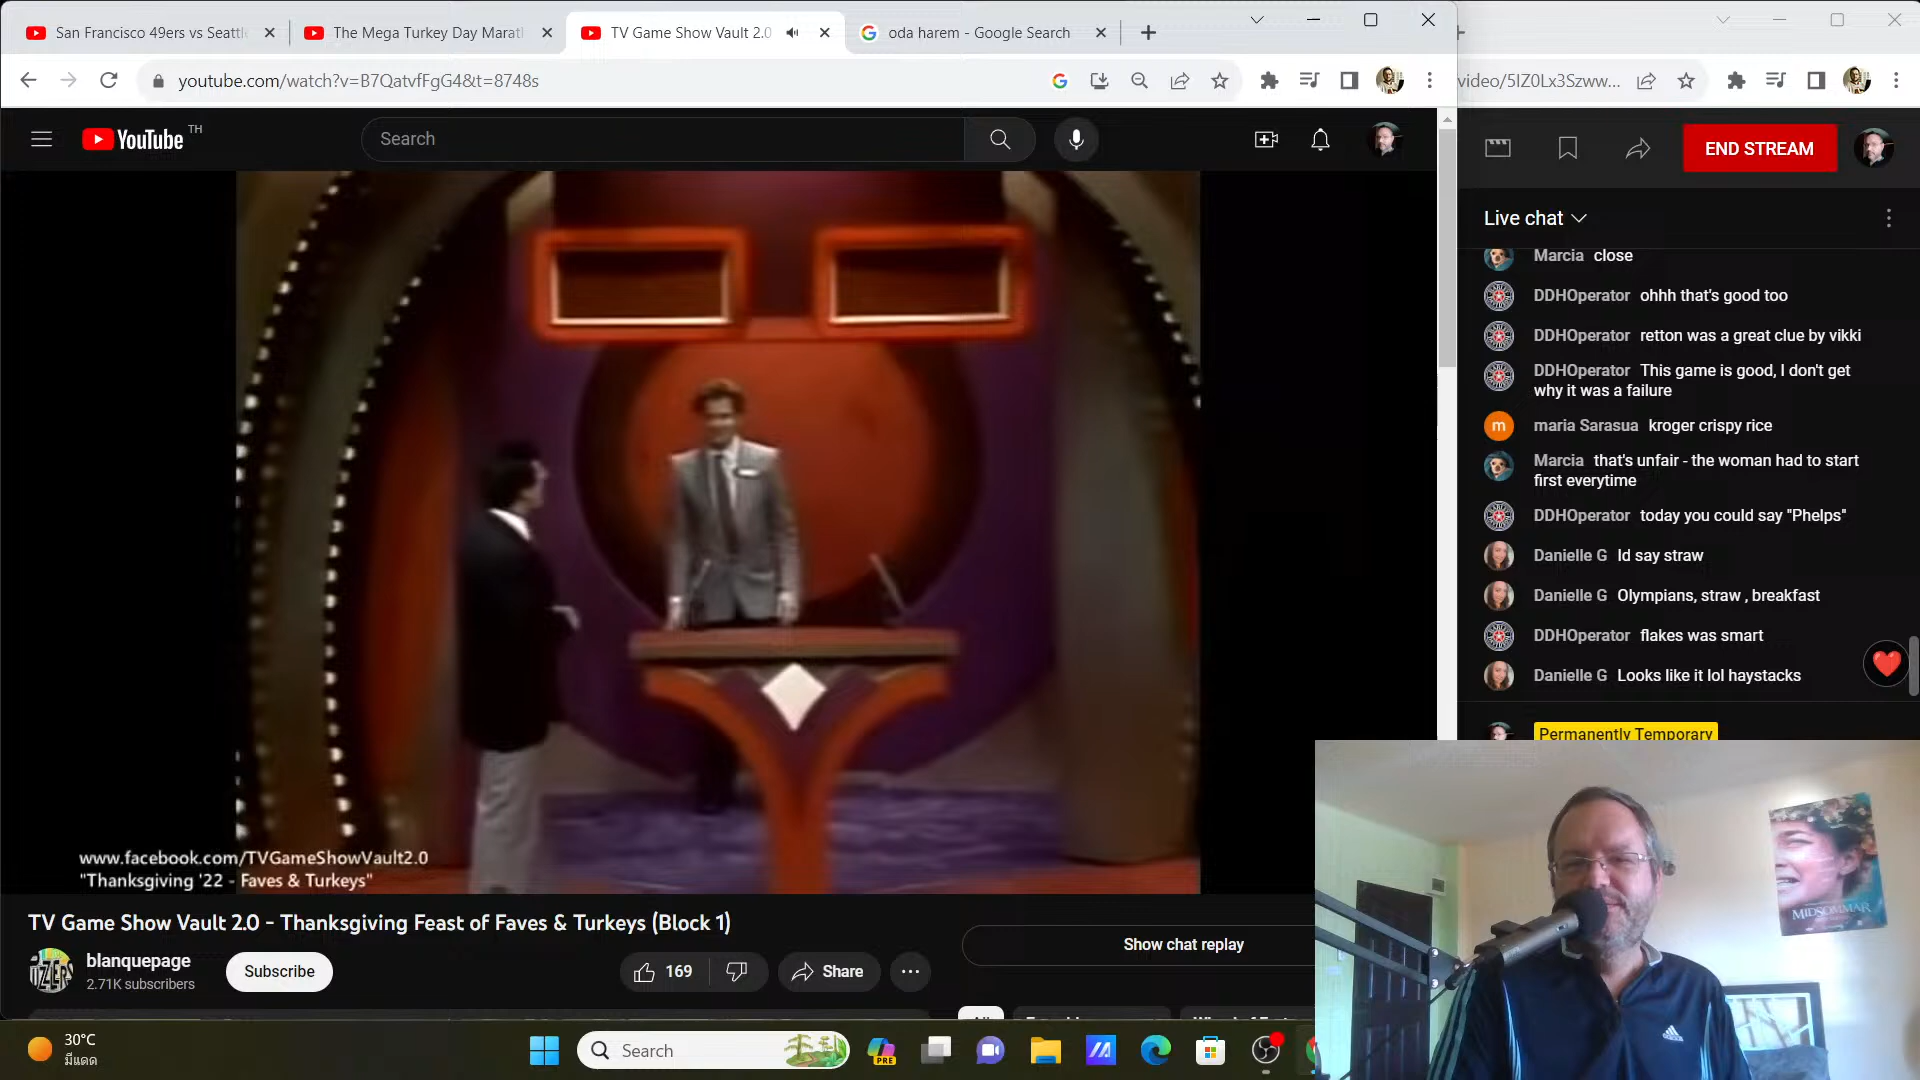 San Francisco 49ers vs Seattl
The Mega Turkey Day Marat
TV Game Show Vault 2.0
oda harem - Google Search
youtube.com/watch?v=B7QatvfFgG4&t=8748s
video/5IZ0Lx3Szww...
YouTube TH
Search
END STREAM
Live chat
Marcia close
DDHOperator ohhh that's good too
DDHOperator retton was a great clue by vikki
DDHOperator This game is good, I don't get
why it was a failure
maria Sarasua kroger crispy rice
Marcia that's unfair - the woman had to start
first everytime
DDHOperator today you could say "Phelps"
Danielle G Id say straw
Danielle G Olympians, straw , breakfast
DDHOperator flakes was smart
Danielle G Looks like it lol haystacks
Permanently Temporary
www.facebook.com/TVGameShowVault2.0
"Thanksgiving '22 - Faves & Turkeys"
TV Game Show Vault 2.0 - Thanksgiving Feast of Faves & Turkeys (Block 1)
blanquepage
2.71K subscribers
Subscribe
169
Share
Show chat replay
MIDSOMMAR
30°C
มีแดด
Search
PRE